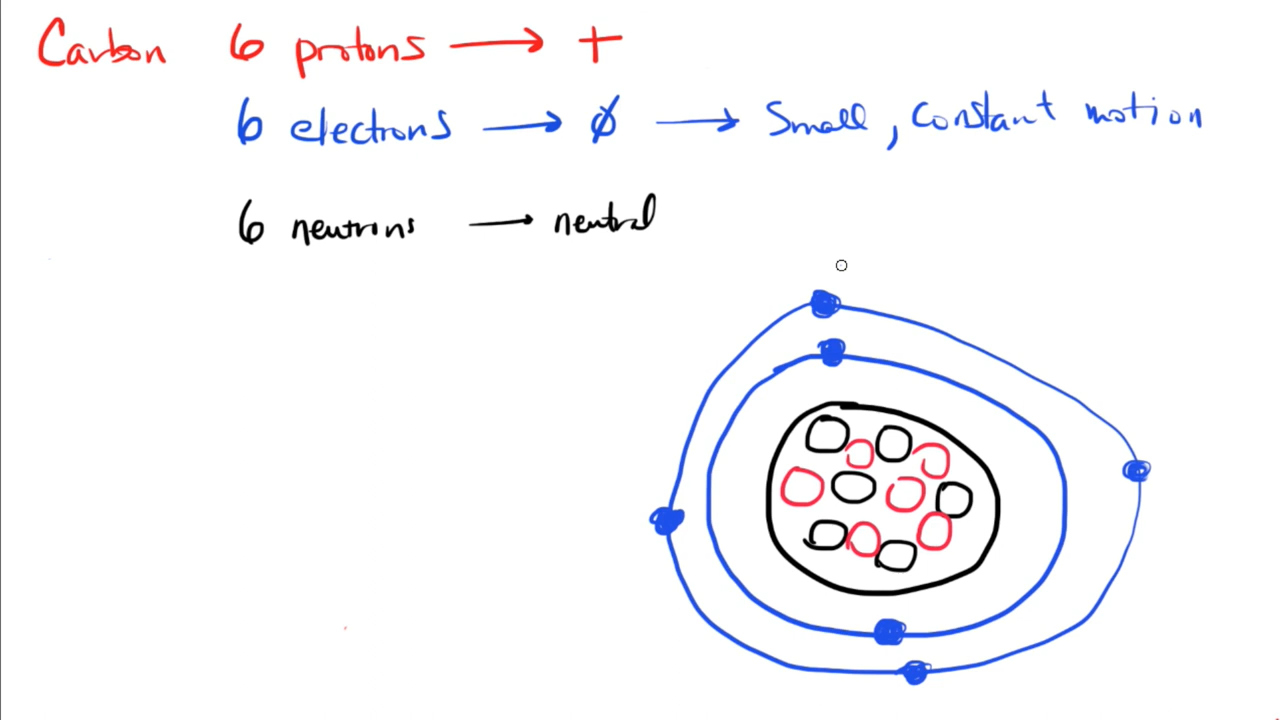 Carbon 6 protons → +
6 electrons → ∅ → Small, constant motion
6 neutrons → neutral